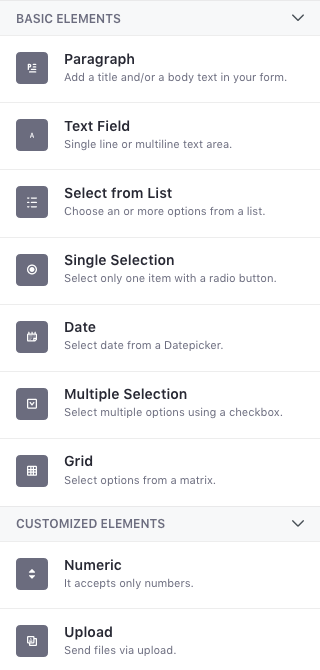 BASIC ELEMENTS
Paragraph
Add a title and/or a body text in your form.
Text Field
Single line or multiline text area.
Select from List
Choose an or more options from a list.
Single Selection
Select only one item with a radio button.
Date
Select date from a Datepicker.
Multiple Selection
Select multiple options using a checkbox.
Grid
Select options from a matrix.
CUSTOMIZED ELEMENTS
Numeric
It accepts only numbers.
Upload
Send files via upload.